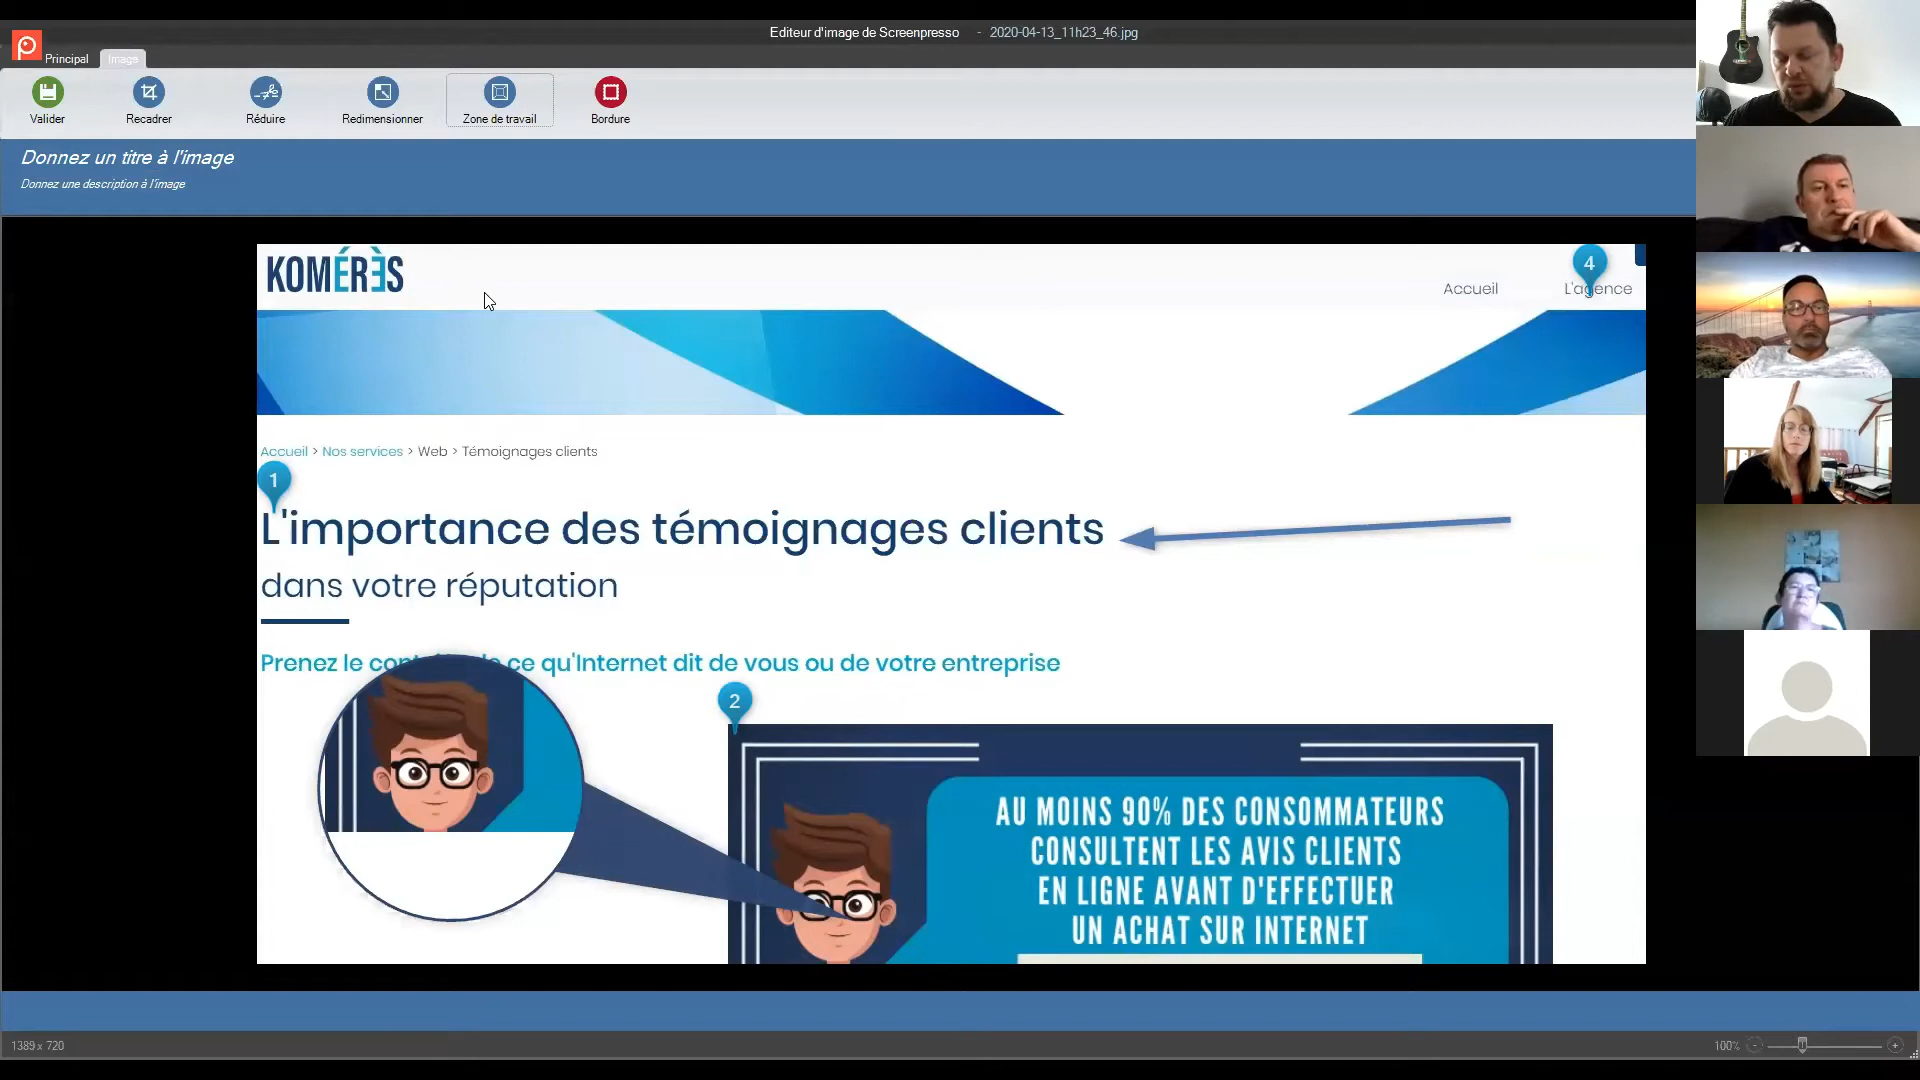 Editeur d'image de Screenpresso - 2020-04-13_11h23_46.jpg
Principal Image
Valider Recadrer Réduire Redimensionner Zone de travail Bordure
Donnez un titre à l'image
Donnez une description à l'image
KOMÉRÈS
4
Accueil L'agence
Accueil > Nos services > Web > Témoignages clients
1
L'importance des témoignages clients
dans votre réputation
Prenez le ce qu'Internet dit de vous ou de votre entreprise
2
AU MOINS 90% DES CONSOMMATEURS
CONSULTENT LES AVIS CLIENTS
EN LIGNE AVANT D'EFFECTUER
UN ACHAT SUR INTERNET
1389 x 720
100% - +